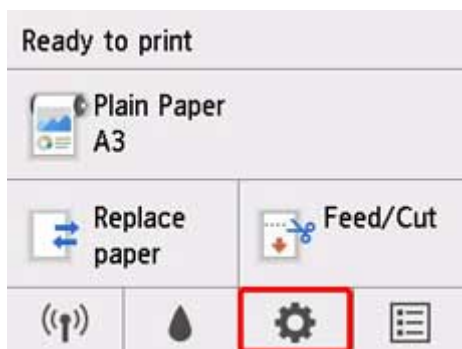 Ready to print
Plain Paper
A3
Replace
paper
Feed/Cut